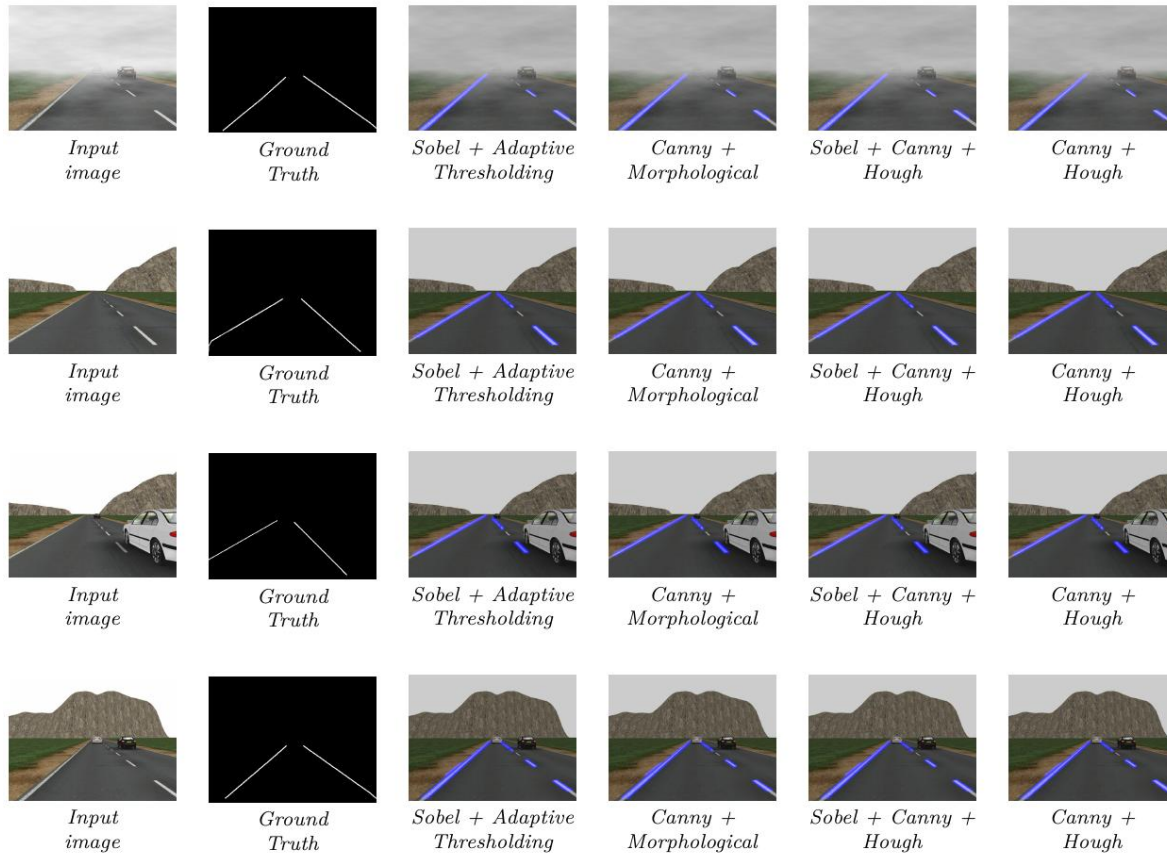 Input
image
Ground
Truth
Sobel + Adaptive
Thresholding
Canny +
Morphological
Sobel + Canny +
Hough
Canny +
Hough
Input
image
Ground
Truth
Sobel + Adaptive
Thresholding
Canny +
Morphological
Sobel + Canny +
Hough
Canny +
Hough
Input
image
Ground
Truth
Sobel + Adaptive
Thresholding
Canny +
Morphological
Sobel + Canny +
Hough
Canny +
Hough
Input
image
Ground
Truth
Sobel + Adaptive
Thresholding
Canny +
Morphological
Sobel + Canny +
Hough
Canny +
Hough